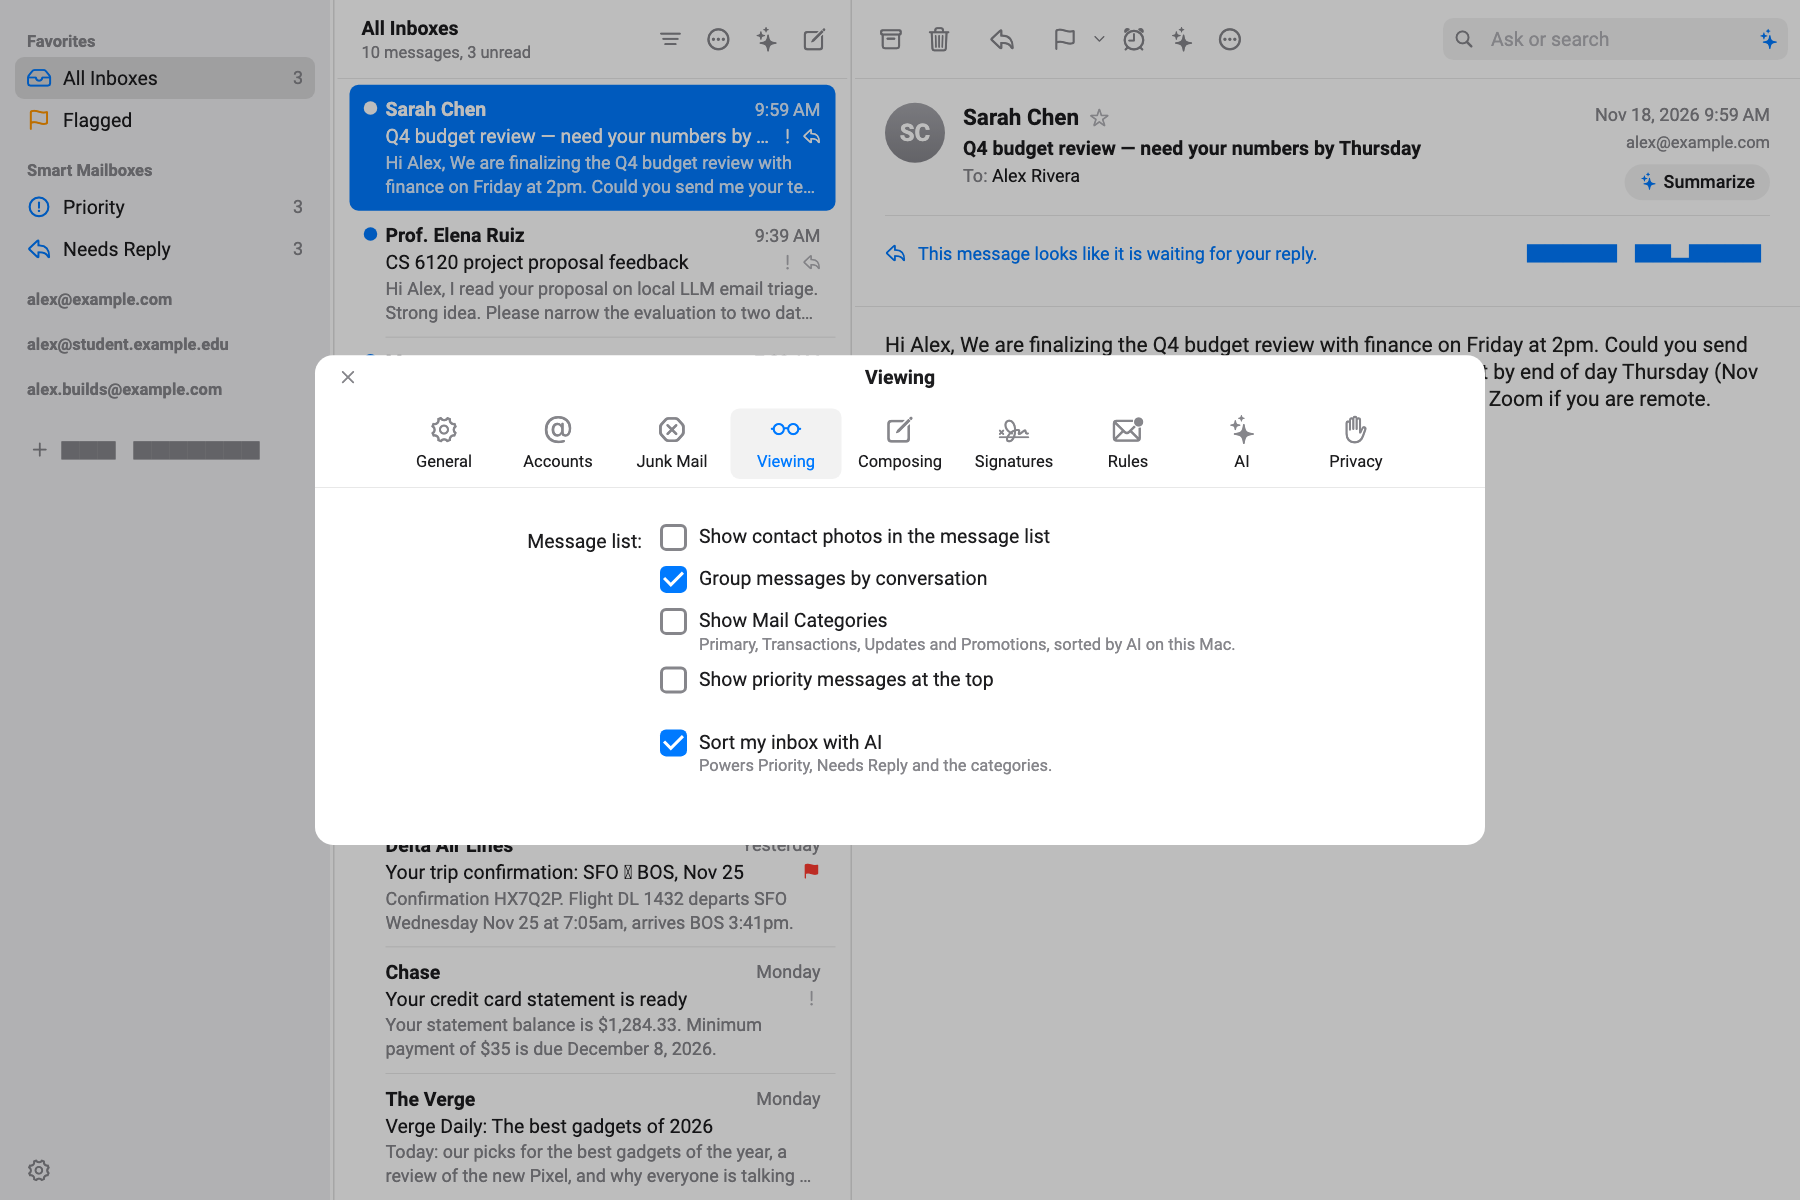 Favorites
All Inboxes 3
Flagged
Smart Mailboxes
Priority 3
Needs Reply 3
alex@example.com
alex@student.example.edu
alex.builds@example.com
All Inboxes
10 messages, 3 unread
Sarah Chen 9:59 AM
Q4 budget review — need your numbers by ... !
Hi Alex, We are finalizing the Q4 budget review with
finance on Friday at 2pm. Could you send me your te...
Prof. Elena Ruiz 9:39 AM
CS 6120 project proposal feedback !
Hi Alex, I read your proposal on local LLM email triage.
Strong idea. Please narrow the evaluation to two dat...
Delta Air Lines Yesterday
Your trip confirmation: SFO BOS, Nov 25
Confirmation HX7Q2P. Flight DL 1432 departs SFO
Wednesday Nov 25 at 7:05am, arrives BOS 3:41pm.
Chase Monday
Your credit card statement is ready !
Your statement balance is $1,284.33. Minimum
payment of $35 is due December 8, 2026.
The Verge Monday
Verge Daily: The best gadgets of 2026
Today: our picks for the best gadgets of the year, a
review of the new Pixel, and why everyone is talking ...
Ask or search
SC
Sarah Chen
Nov 18, 2026 9:59 AM
Q4 budget review — need your numbers by Thursday
alex@example.com
To: Alex Rivera
Summarize
This message looks like it is waiting for your reply.
Hi Alex, We are finalizing the Q4 budget review with finance on Friday at 2pm. Could you send
by end of day Thursday (Nov
Zoom if you are remote.
Viewing
General
Accounts
Junk Mail
Viewing
Composing
Signatures
Rules
AI
Privacy
Message list:
Show contact photos in the message list
Group messages by conversation
Show Mail Categories
Primary, Transactions, Updates and Promotions, sorted by AI on this Mac.
Show priority messages at the top
Sort my inbox with AI
Powers Priority, Needs Reply and the categories.